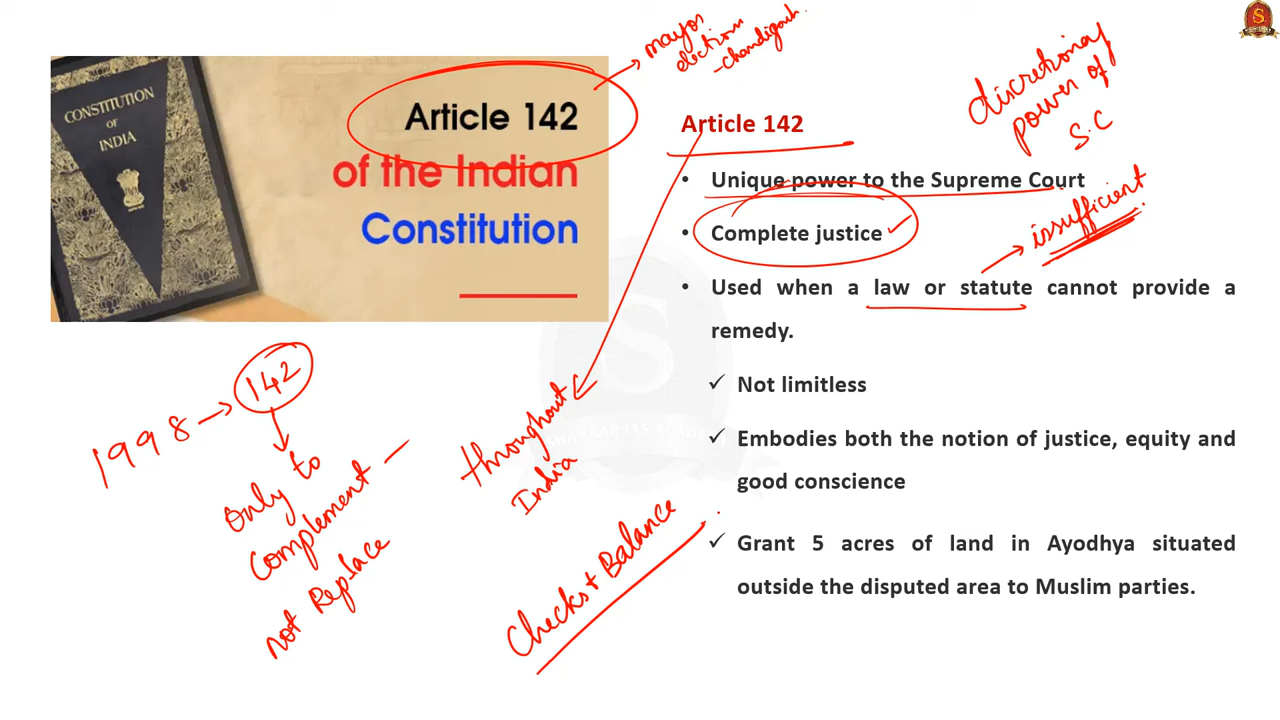 CONSTITUTION
OF
INDIA
Article 142
of the Indian
Constitution
mayor
election
-chandigarh
Article 142
discretionary
power of
S.C
• Unique power to the Supreme Court
• Complete justice
insufficient
• Used when a law or statute cannot provide a
remedy.
✓ Not limitless
✓ Embodies both the notion of justice, equity and
good conscience
✓ Grant 5 acres of land in Ayodhya situated
outside the disputed area to Muslim parties.
1998 → 142
Only to
Complement –
not Replace
throughout
India
Checks + Balance
SHANKAR IAS ACADEMY
S